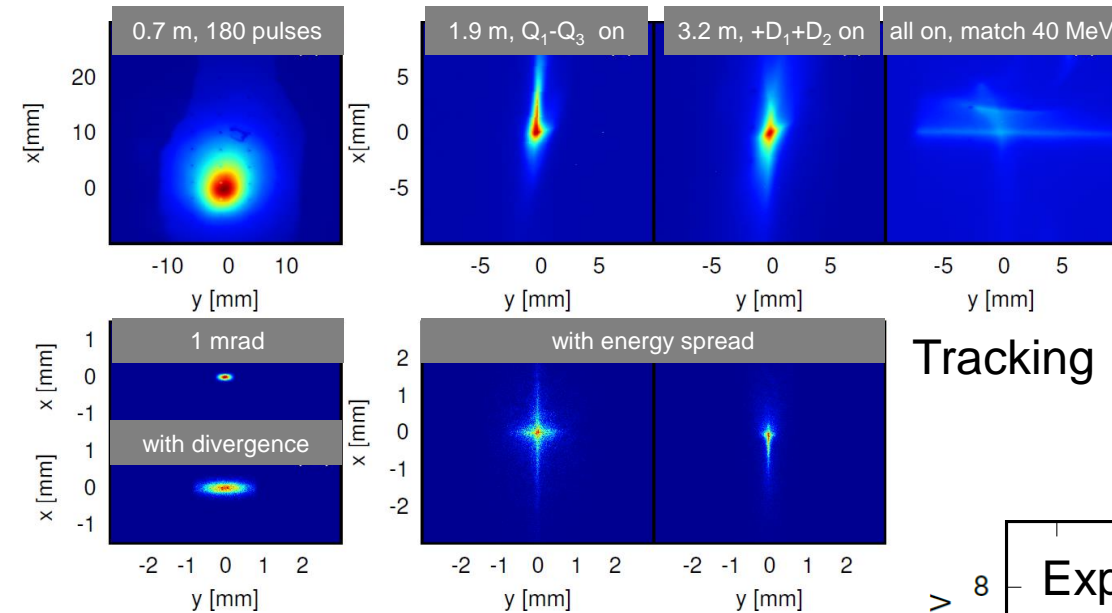 0.7 m, 180 pulses
1.9 m, Q1-Q3 on
3.2 m, +D1+D2 on
all on, match 40 MeV
x[mm]
20
10
0
-10 0 10
y [mm]
x[mm]
5
0
-5
-5 0 5
y [mm]
-5 0 5
y [mm]
-5 0 5
y [mm]
1 mrad
x [mm]
1
0
-1
with divergence
x [mm]
1
0
-1
-2 -1 0 1 2
y [mm]
with energy spread
x [mm]
2
1
0
-1
-2
-2 -1 0 1 2
y [mm]
-2 -1 0 1 2
y [mm]
Tracking
8
Exp